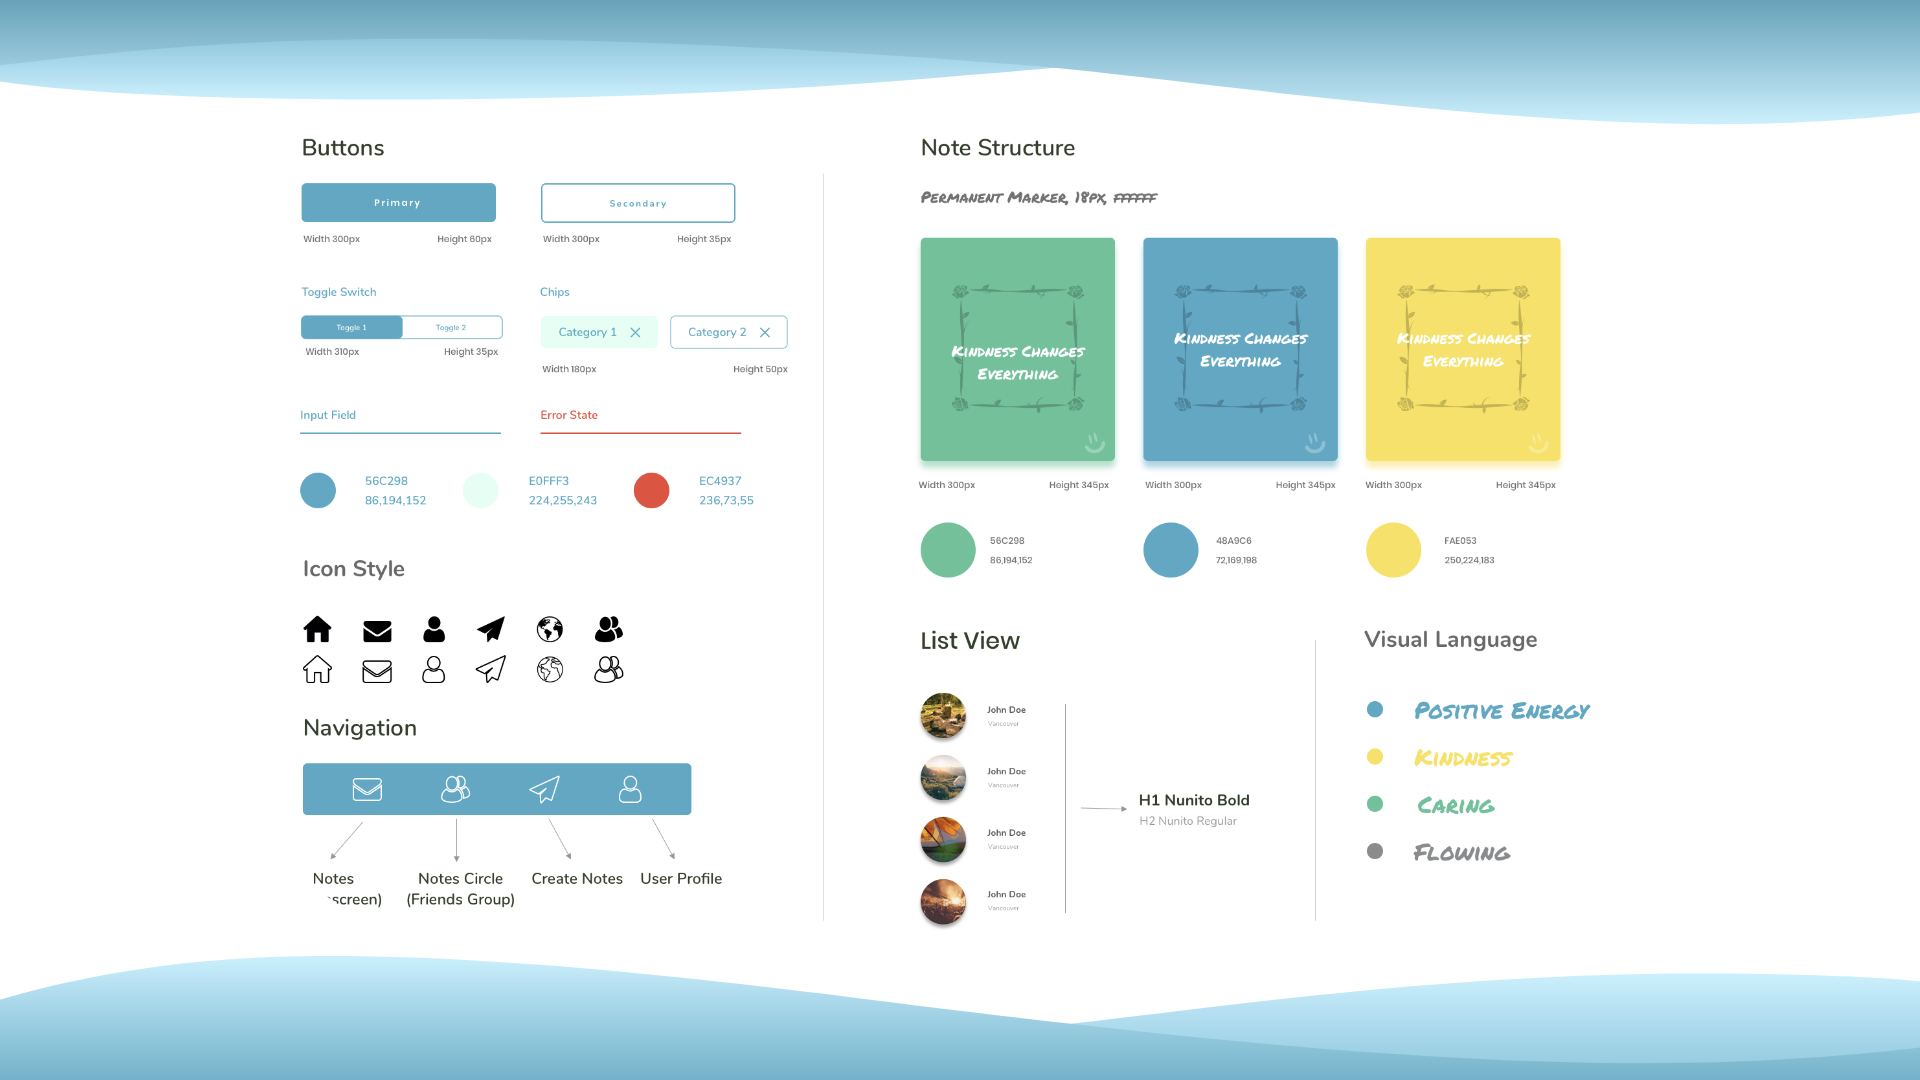 Buttons
Primary
Secondary
Width 300px
Height 60px
Width 300px
Height 35px
Toggle Switch
Chips
Toggle 1
Toggle 2
Category 1
Category 2
Width 310px
Height 35px
Width 180px
Height 50px
Input Field
Error State
56C298
86,194,152
E0FFF3
224,255,243
EC4937
236,73,55
Icon Style
Navigation
Notes
screen)
Notes Circle
(Friends Group)
Create Notes
User Profile
Note Structure
Permanent Marker, 18px, FFFFFF
Kindness Changes
Everything
Kindness Changes
Everything
Kindness Changes
Everything
Width 300px
Height 345px
Width 300px
Height 345px
Width 300px
Height 345px
56C298
86,194,152
48A9C6
72,169,198
FAE053
250,224,183
List View
John Doe
Vancouver
John Doe
Vancouver
John Doe
Vancouver
John Doe
Vancouver
H1 Nunito Bold
H2 Nunito Regular
Visual Language
Positive Energy
Kindness
Caring
Flowing